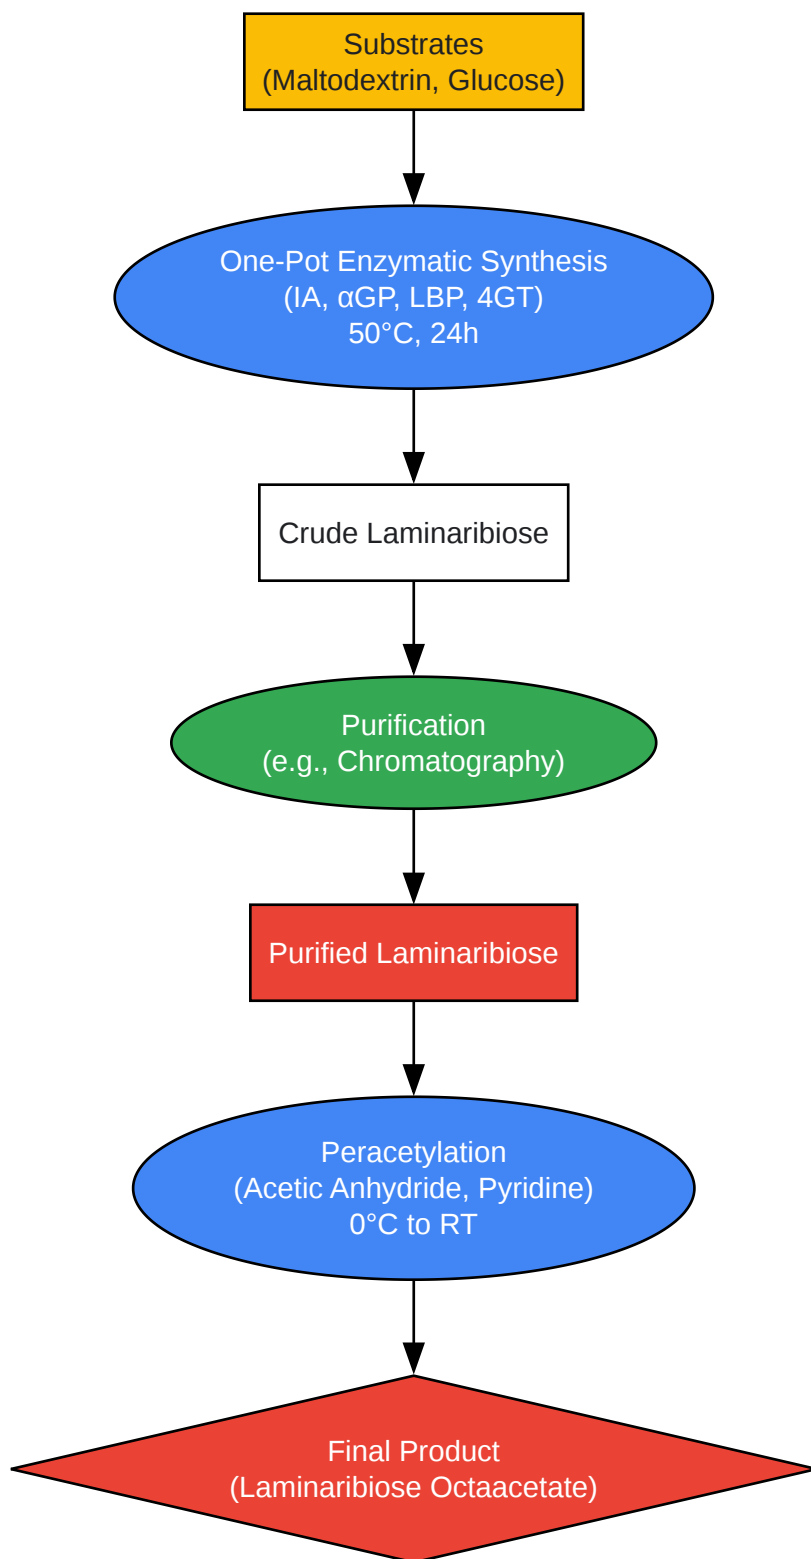 Substrates
(Maltodextrin, Glucose)
One-Pot Enzymatic Synthesis
(IA, αGP, LBP, 4GT)
50°C, 24h
Crude Laminaribiose
Purification
(e.g., Chromatography)
Purified Laminaribiose
Peracetylation
(Acetic Anhydride, Pyridine)
0°C to RT
Final Product
(Laminaribiose Octaacetate)